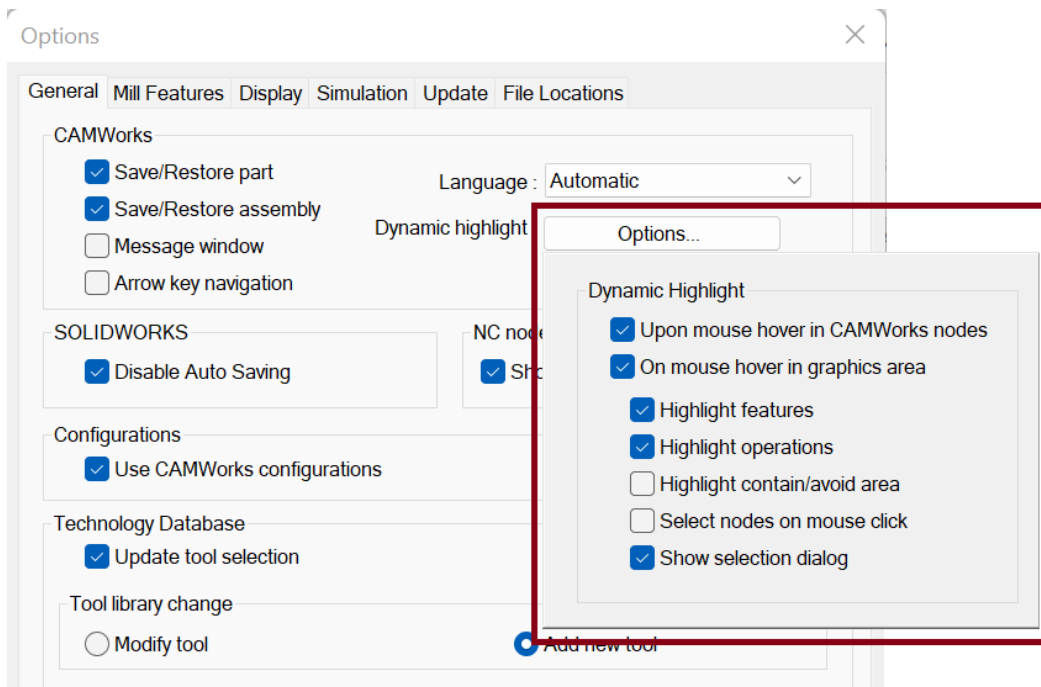 Options
General Mill Features Display Simulation Update File Locations
CAMWorks
Save/Restore part
Language : Automatic
Save/Restore assembly
Dynamic highlight Options...
Message window
Arrow key navigation
Dynamic Highlight
Upon mouse hover in CAMWorks nodes
On mouse hover in graphics area
Highlight features
Highlight operations
Highlight contain/avoid area
Select nodes on mouse click
Show selection dialog
SOLIDWORKS
Disable Auto Saving
NC
Configurations
Use CAMWorks configurations
Technology Database
Update tool selection
Tool library change
Modify tool
Add new tool